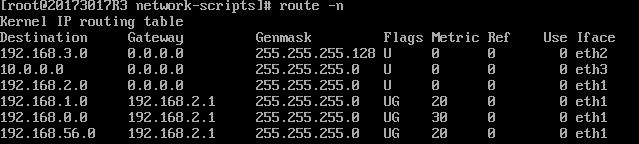 [root@20173017R3 network-scripts]# route -n
Kernel IP routing table
Destination Gateway Genmask Flags Metric Ref Use Iface
192.168.3.0 0.0.0.0 255.255.255.128 U 0 0 0 eth2
10.0.0.0 0.0.0.0 255.255.255.0 U 0 0 0 eth3
192.168.2.0 0.0.0.0 255.255.255.0 U 0 0 0 eth1
192.168.1.0 192.168.2.1 255.255.255.0 UG 20 0 0 eth1
192.168.0.0 192.168.2.1 255.255.255.0 UG 30 0 0 eth1
192.168.56.0 192.168.2.1 255.255.255.0 UG 20 0 0 eth1